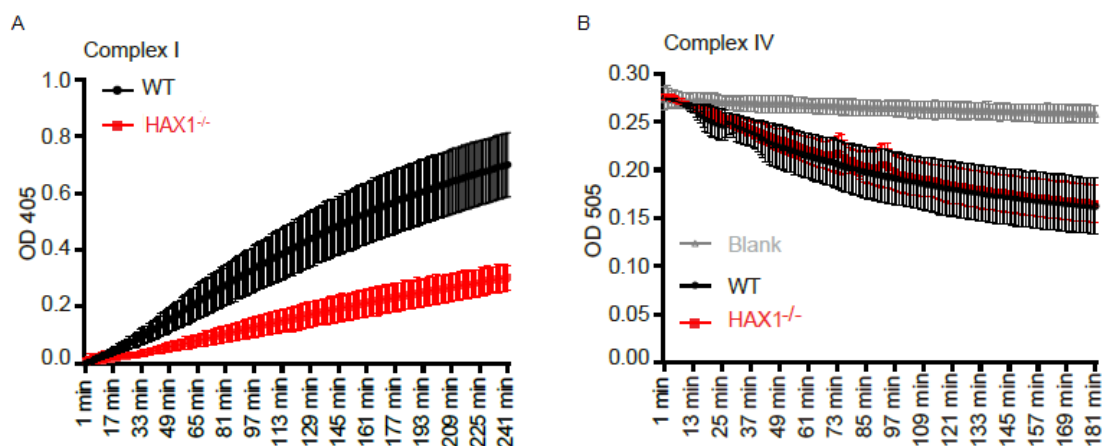 A
Complex I
WT
HAX1-/-
OD 405
1.0
0.8
0.6
0.4
0.2
0.0
1 min
17 min
33 min
49 min
65 min
81 min
97 min
113 min
129 min
145 min
161 min
177 min
193 min
209 min
225 min
241 min
B
Complex IV
OD 505
0.30
0.25
0.20
0.15
0.10
0.05
0.00
Blank
WT
HAX1-/-
1 min
13 min
25 min
37 min
49 min
61 min
73 min
85 min
97 min
109 min
121 min
133 min
145 min
157 min
169 min
181 min